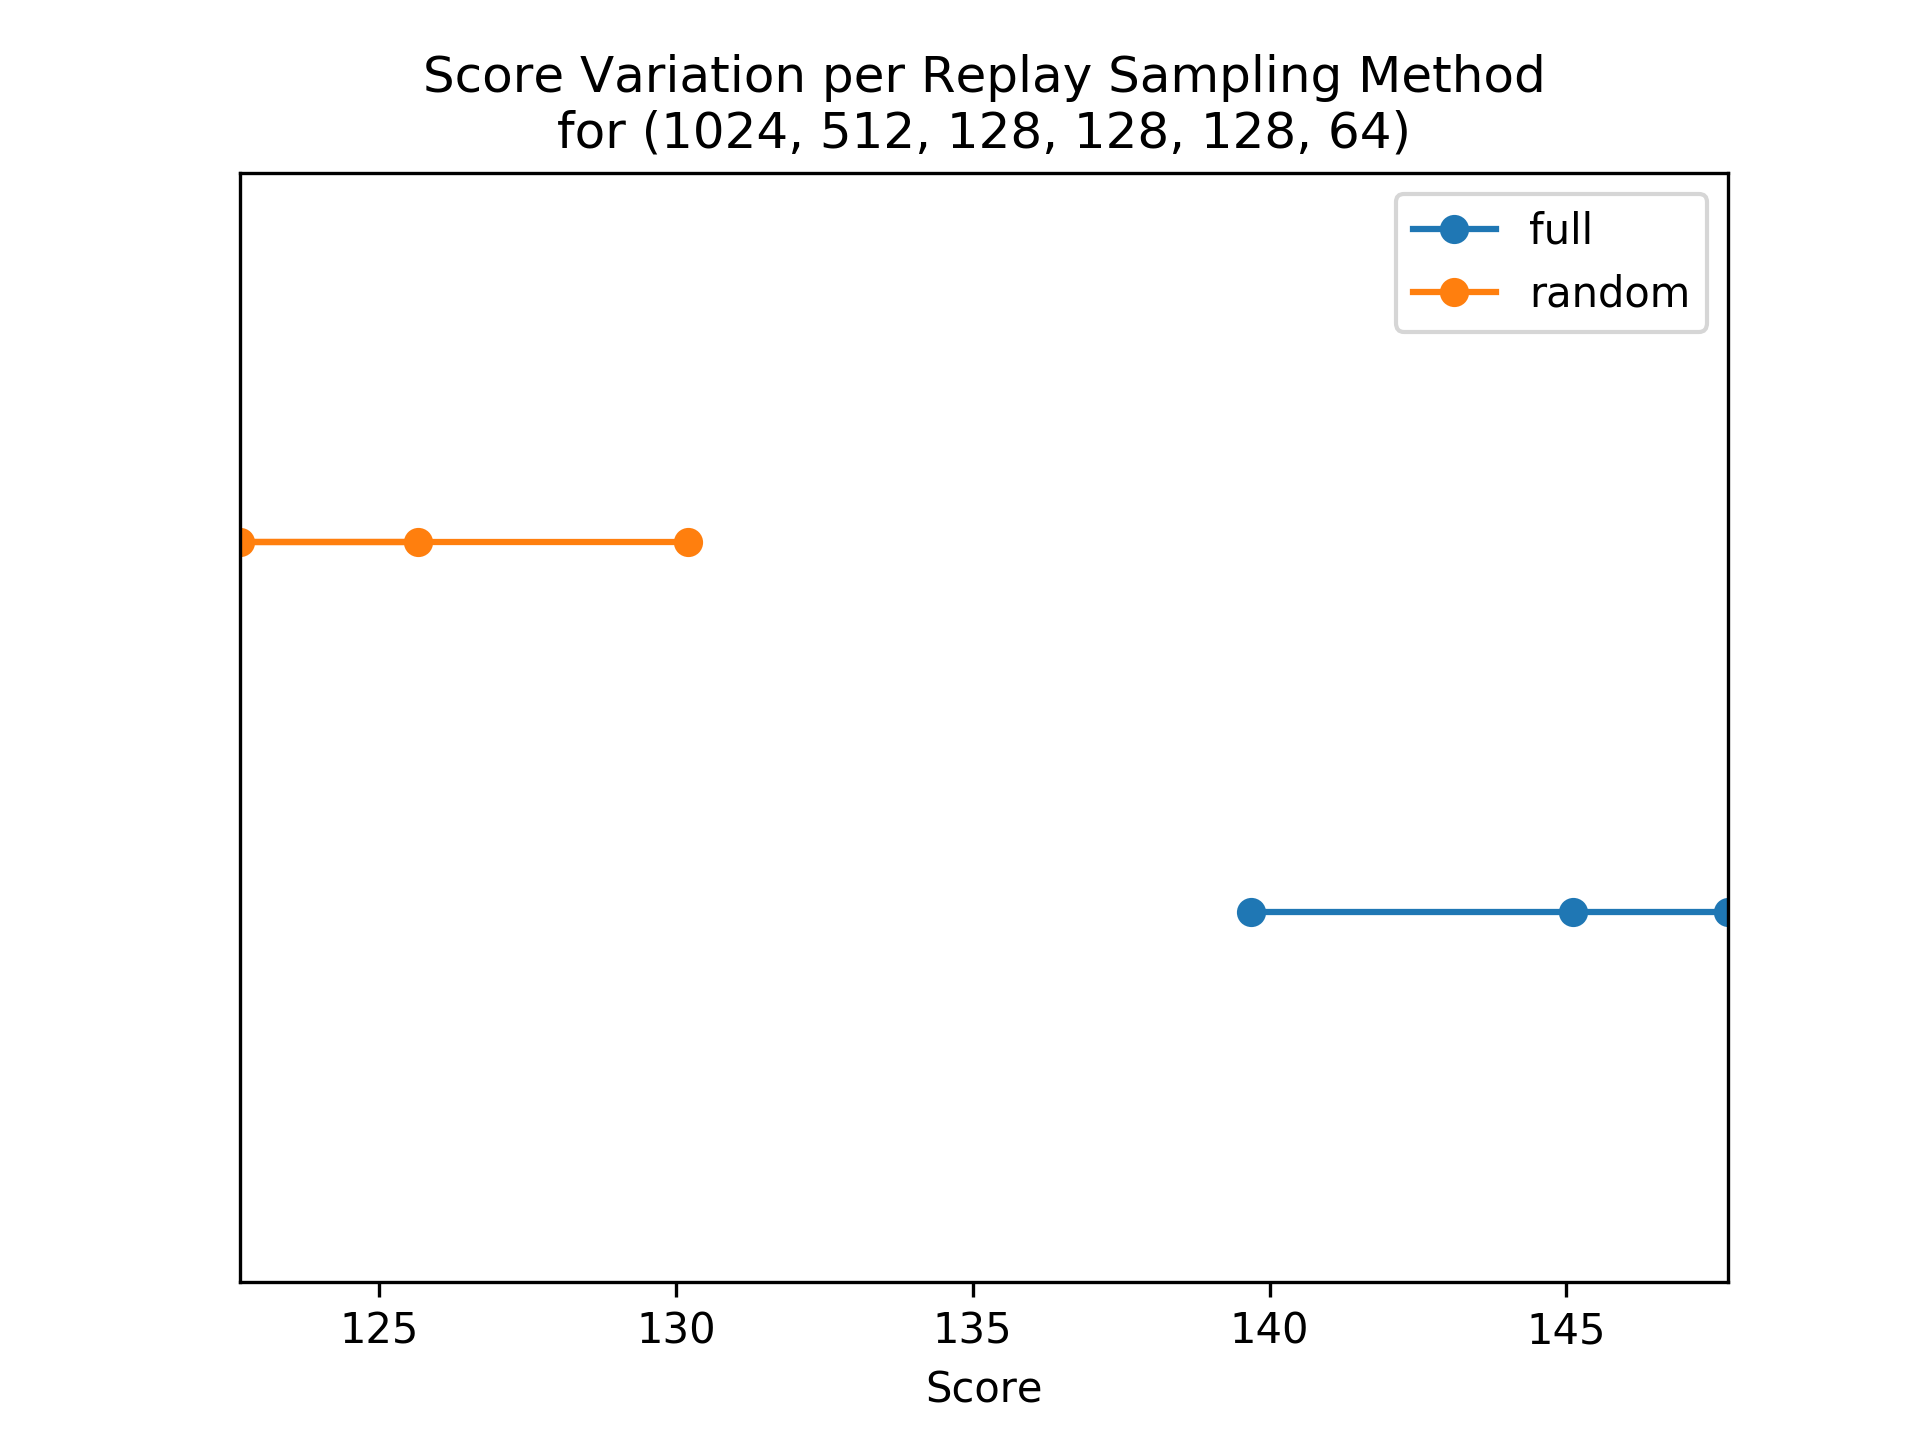 Score Variation per Replay Sampling Method
for (1024, 512, 128, 128, 128, 64)
full
random
125 130 135 140 145
Score